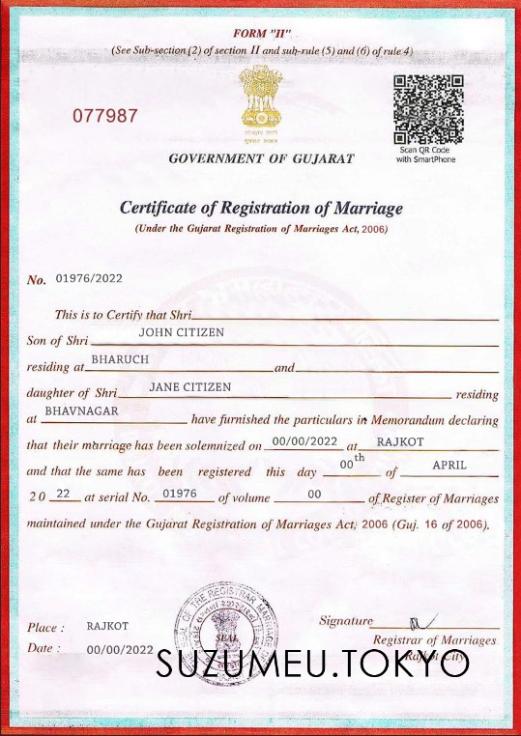 FORM "II"
(See Sub-section (2) of section II and sub-rule (5) and (6) of rule 4)
077987
Scan QR Code
with SmartPhone
GOVERNMENT OF GUJARAT
Certificate of Registration of Marriage
(Under the Gujarat Registration of Marriages Act, 2006)
No. 01976/2022
This is to Certify that Shri
Son of Shri JOHN CITIZEN
residing at BHARUCH and
daughter of Shri JANE CITIZEN residing
at BHAVNAGAR have furnished the particulars in Memorandum declaring
that their marriage has been solemnized on 00/00/2022 at RAJKOT
and that the same has been registered this day 00th of APRIL
20 22 at serial No. 01976 of volume 00 of Register of Marriages
maintained under the Gujarat Registration of Marriages Act, 2006 (Guj. 16 of 2006).
SEAL OF THE REGISTRAR MARRIAGE
SEAL
Signature
Place : RAJKOT
Registrar of Marriages
Date : 00/00/2022
Rajkot City
SUZUMEU.TOKYO